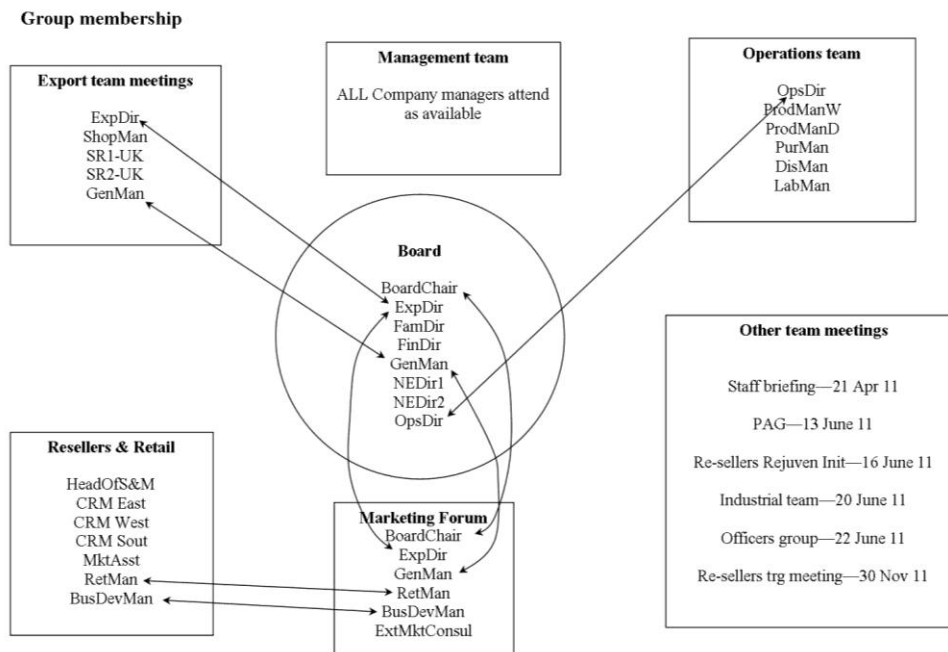 Group membership
Export team meetings
ExpDir
ShopMan
SR1-UK
SR2-UK
GenMan
Management team
ALL Company managers attend
as available
Operations team
OpsDir
ProdManW
ProdManD
PurMan
DisMan
LabMan
Board
BoardChair
ExpDir
FamDir
FinDir
GenMan
NEDir1
NEDir2
OpsDir
Other team meetings
Staff briefing—21 Apr 11
PAG—13 June 11
Re-sellers Rejuven Init—16 June 11
Industrial team—20 June 11
Officers group—22 June 11
Re-sellers trg meeting—30 Nov 11
Resellers & Retail
HeadOfS&M
CRM East
CRM West
CRM Sout
MktAsst
RetMan
BusDevMan
Marketing Forum
BoardChair
ExpDir
GenMan
RetMan
BusDevMan
ExtMktConsul